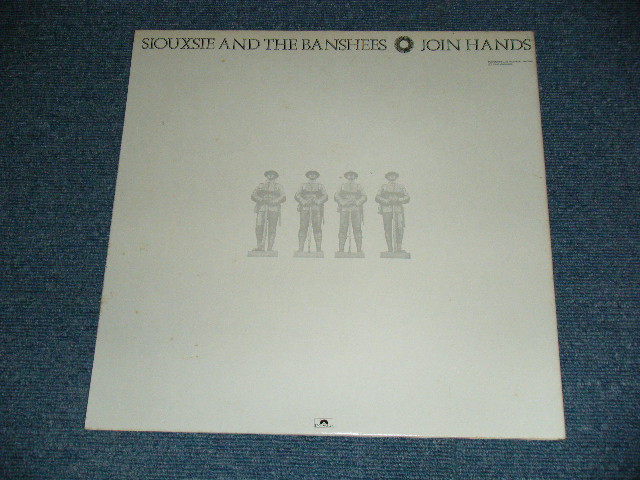 SIOUXSIE AND THE BANSHEES JOIN HANDS